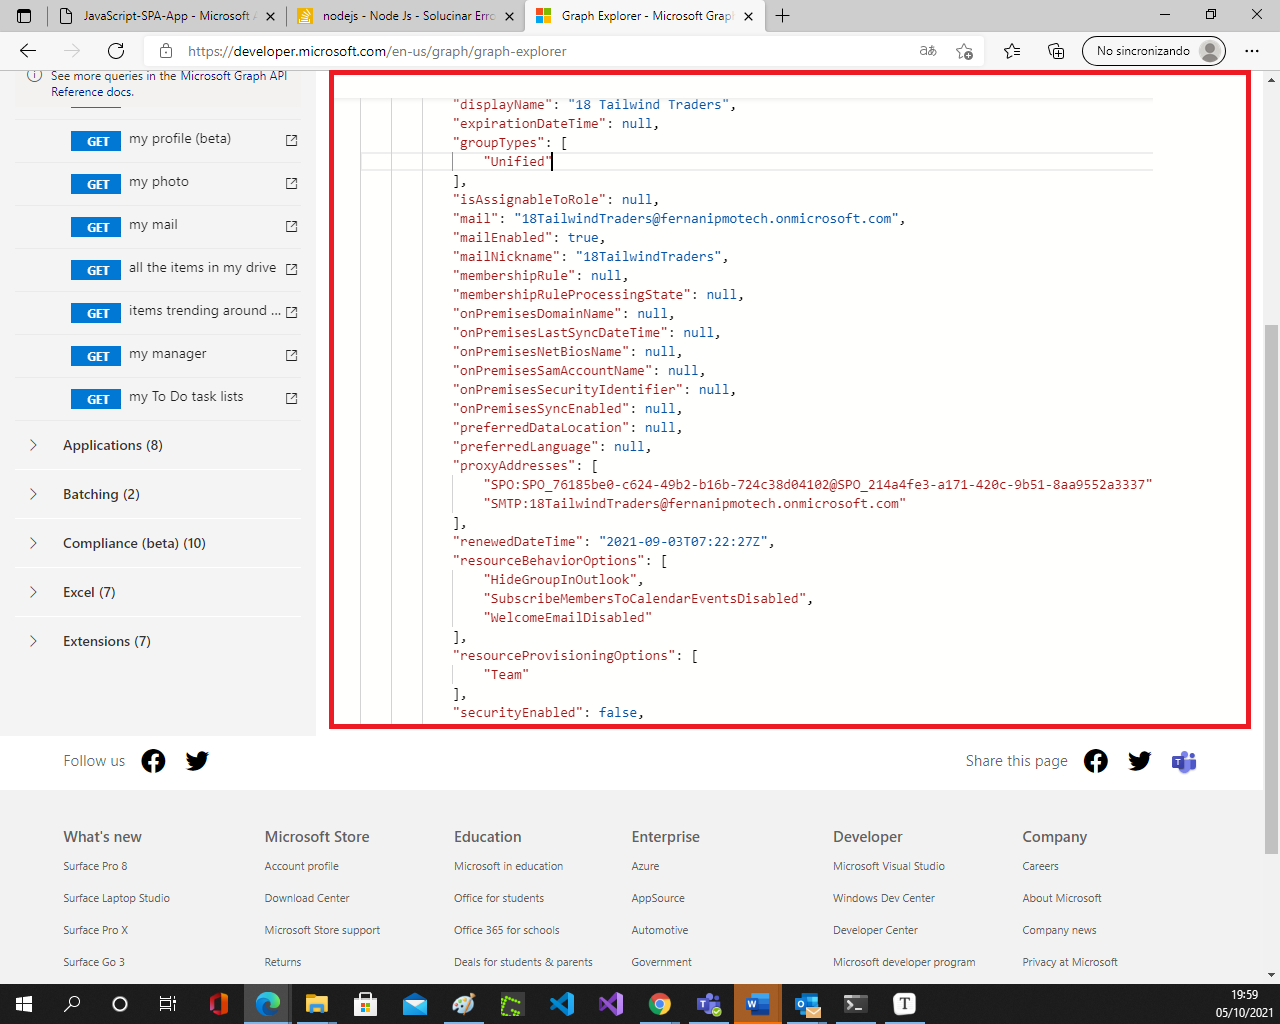 JavaScript-SPA-App - Microsoft A
nodejs - Node Js - Solucinar Erro
Graph Explorer - Microsoft Graph
https://developer.microsoft.com/en-us/graph/graph-explorer
No sincronizando
See more queries in the Microsoft Graph API
Reference docs.
GET my profile (beta)
GET my photo
GET my mail
GET all the items in my drive
GET items trending around ...
GET my manager
GET my To Do task lists
Applications (8)
Batching (2)
Compliance (beta) (10)
Excel (7)
Extensions (7)
"displayName": "18 Tailwind Traders",
"expirationDateTime": null,
"groupTypes": [
"Unified"
],
"isAssignableToRole": null,
"mail": "18TailwindTraders@fernanipmotech.onmicrosoft.com",
"mailEnabled": true,
"mailNickname": "18TailwindTraders",
"membershipRule": null,
"membershipRuleProcessingState": null,
"onPremisesDomainName": null,
"onPremisesLastSyncDateTime": null,
"onPremisesNetBiosName": null,
"onPremisesSamAccountName": null,
"onPremisesSecurityIdentifier": null,
"onPremisesSyncEnabled": null,
"preferredDataLocation": null,
"preferredLanguage": null,
"proxyAddresses": [
"SPO:SPO_76185be0-c624-49b2-b16b-724c38d04102@SPO_214a4fe3-a171-420c-9b51-8aa9552a3337"
"SMTP:18TailwindTraders@fernanipmotech.onmicrosoft.com"
],
"renewedDateTime": "2021-09-03T07:22:27Z",
"resourceBehaviorOptions": [
"HideGroupInOutlook",
"SubscribeMembersToCalendarEventsDisabled",
"WelcomeEmailDisabled"
],
"resourceProvisioningOptions": [
"Team"
],
"securityEnabled": false,
Follow us
Share this page
What's new
Surface Pro 8
Surface Laptop Studio
Surface Pro X
Surface Go 3
Microsoft Store
Account profile
Download Center
Microsoft Store support
Returns
Education
Microsoft in education
Office for students
Office 365 for schools
Deals for students & parents
Enterprise
Azure
AppSource
Automotive
Government
Developer
Microsoft Visual Studio
Windows Dev Center
Developer Center
Microsoft developer program
Company
Careers
About Microsoft
Company news
Privacy at Microsoft
19:59
05/10/2021